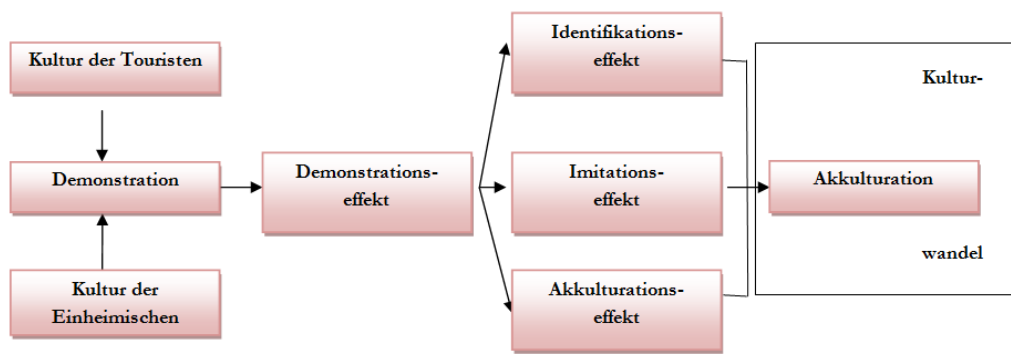 Kultur der Touristen
Demonstration
Kultur der
Einheimischen
Demonstrations-
effekt
Identifikations-
effekt
Imitations-
effekt
Akkulturations-
effekt
Kultur-
Akkulturation
wandel